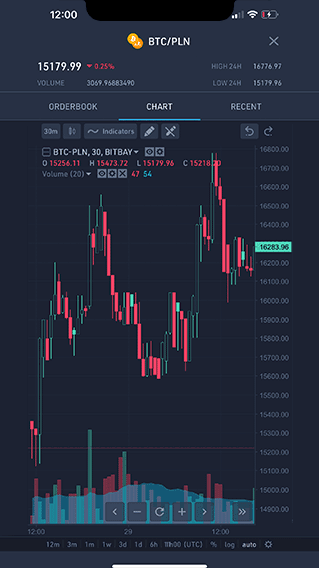 12:00
BTC/PLN
15179.99 0.25% HIGH 24H 16776.97
VOLUME 3069.96883490 LOW 24H 15179.96
ORDERBOOK CHART RECENT
30m Indicators
BTC-PLN, 30, BITBAY
O 15256.11 H 15473.72 L 15179.96 C 15218.20
Volume (20) 47 54
16800.00
16700.00
16600.00
16500.00
16400.00
16283.96
16200.00
16100.00
16000.00
15900.00
15800.00
15700.00
15600.00
15500.00
15400.00
15300.00
15200.00
15100.00
15000.00
14900.00
12:00 29 12:00
12m 3m 1m 1w 3d 1d 6h 1h00 (UTC) % log auto